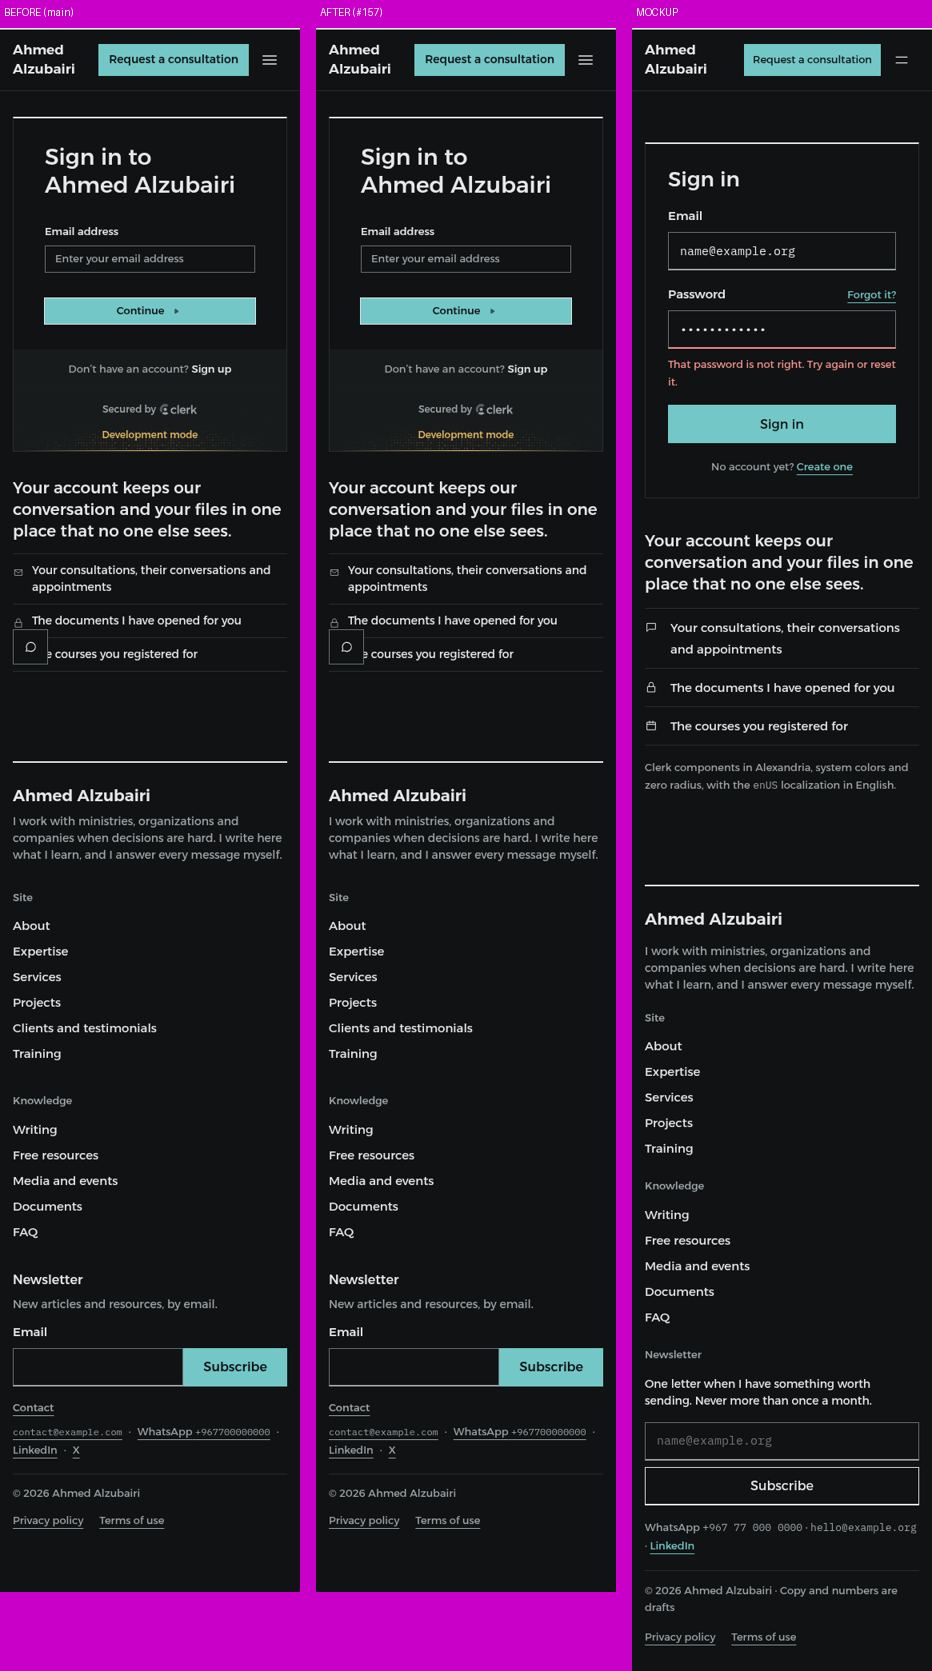 BEFORE (main)
Ahmed
Alzubairi
Request a consultation
Sign in to
Ahmed Alzubairi
Email address
Enter your email address
Continue
Don't have an account? Sign up
Secured by clerk
Development mode
Your account keeps our
conversation and your files in one
place that no one else sees.
Your consultations, their conversations and
appointments
The documents I have opened for you
courses you registered for
Ahmed Alzubairi
I work with ministries, organizations and
companies when decisions are hard. I write here
what I learn, and I answer every message myself.
Site
About
Expertise
Services
Projects
Clients and testimonials
Training
Knowledge
Writing
Free resources
Media and events
Documents
FAQ
Newsletter
New articles and resources, by email.
Email
Subscribe
Contact
contact@example.com · WhatsApp +967700000000 ·
LinkedIn · X
© 2026 Ahmed Alzubairi
Privacy policy Terms of use
AFTER (#157)
Ahmed
Alzubairi
Request a consultation
Sign in to
Ahmed Alzubairi
Email address
Enter your email address
Continue
Don't have an account? Sign up
Secured by clerk
Development mode
Your account keeps our
conversation and your files in one
place that no one else sees.
Your consultations, their conversations and
appointments
The documents I have opened for you
courses you registered for
Ahmed Alzubairi
I work with ministries, organizations and
companies when decisions are hard. I write here
what I learn, and I answer every message myself.
Site
About
Expertise
Services
Projects
Clients and testimonials
Training
Knowledge
Writing
Free resources
Media and events
Documents
FAQ
Newsletter
New articles and resources, by email.
Email
Subscribe
Contact
contact@example.com · WhatsApp +967700000000 ·
LinkedIn · X
© 2026 Ahmed Alzubairi
Privacy policy Terms of use
MOCKUP
Ahmed
Alzubairi
Request a consultation
Sign in
Email
name@example.org
Password Forgot it?
••••••••••••
That password is not right. Try again or reset
it.
Sign in
No account yet? Create one
Your account keeps our
conversation and your files in one
place that no one else sees.
Your consultations, their conversations
and appointments
The documents I have opened for you
The courses you registered for
Clerk components in Alexandria, system colors and
zero radius, with the enUS localization in English.
Ahmed Alzubairi
I work with ministries, organizations and
companies when decisions are hard. I write here
what I learn, and I answer every message myself.
Site
About
Expertise
Services
Projects
Training
Knowledge
Writing
Free resources
Media and events
Documents
FAQ
Newsletter
One letter when I have something worth
sending. Never more than once a month.
name@example.org
Subscribe
WhatsApp +967 77 000 0000 · hello@example.org
· LinkedIn
© 2026 Ahmed Alzubairi · Copy and numbers are
drafts
Privacy policy Terms of use